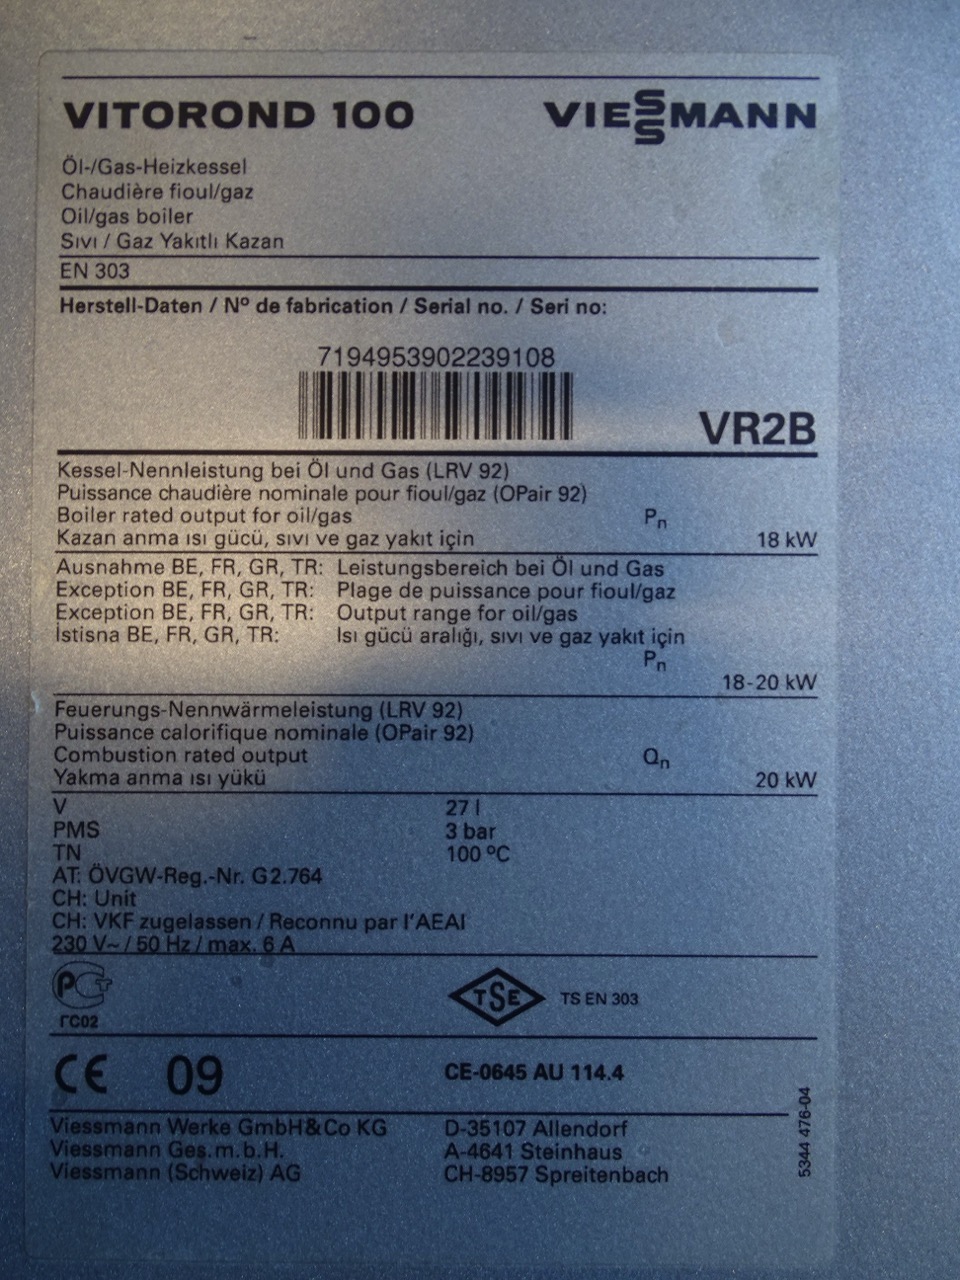 VITOROND 100 VIESSMANN
Öl-/Gas-Heizkessel
Chaudière fioul/gaz
Oil/gas boiler
Sıvı / Gaz Yakıtlı Kazan
EN 303
Herstell-Daten / Nº de fabrication / Serial no. / Seri no:
7194953902239108
VR2B
Kessel-Nennleistung bei Öl und Gas (LRV 92)
Puissance chaudière nominale pour fioul/gaz (OPair 92)
Boiler rated output for oil/gas Pn
Kazan anma ısı gücü, sıvı ve gaz yakıt için 18 kW
Ausnahme BE, FR, GR, TR: Leistungsbereich bei Öl und Gas
Exception BE, FR, GR, TR: Plage de puissance pour fioul/gaz
Exception BE, FR, GR, TR: Output range for oil/gas
İstisna BE, FR, GR, TR: Isı gücü aralığı, sıvı ve gaz yakıt için
Pn
18-20 kW
Feuerungs-Nennwärmeleistung (LRV 92)
Puissance calorifique nominale (OPair 92)
Combustion rated output Qn
Yakma anma ısı yükü 20 kW
V 27 l
PMS 3 bar
TN 100 ºC
AT: ÖVGW-Reg.-Nr. G2.764
CH: Unit
CH: VKF zugelassen / Reconnu par l'AEAI
230 V~ / 50 Hz / max. 6 A
PCT TSE TS EN 303
ГС02
CE 09 CE-0645 AU 114.4
Viessmann Werke GmbH&Co KG D-35107 Allendorf
Viessmann Ges.m.b.H. A-4641 Steinhaus
Viessmann (Schweiz) AG CH-8957 Spreitenbach
5344 476-04